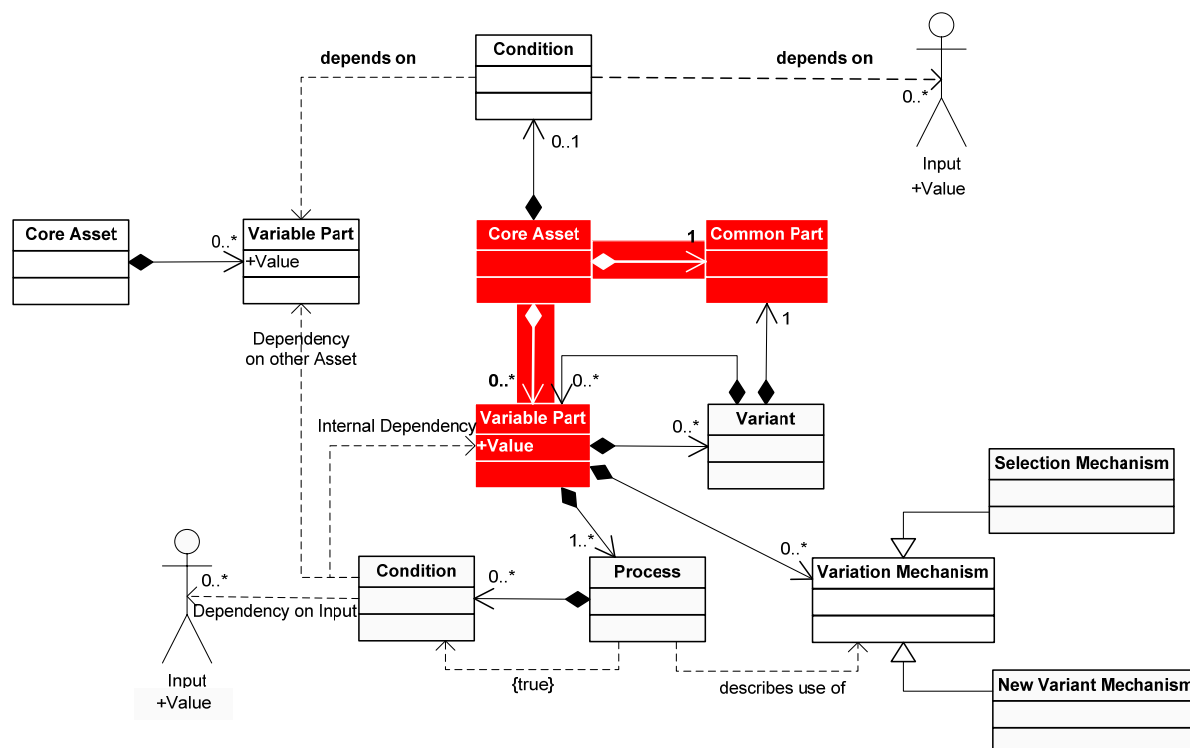 Condition
depends on
depends on
0..*
0..1
Input
+Value
Core Asset
0..*
Variable Part
+Value
Core Asset
1
Common Part
Dependency
on other Asset
1
0..*
0..*
Variable Part
+Value
Internal Dependency
0..*
Variant
Selection Mechanism
1..*
0..*
0..*
Condition
0..*
Process
Variation Mechanism
Dependency on Input
Input
+Value
{true}
describes use of
New Variant Mechanism